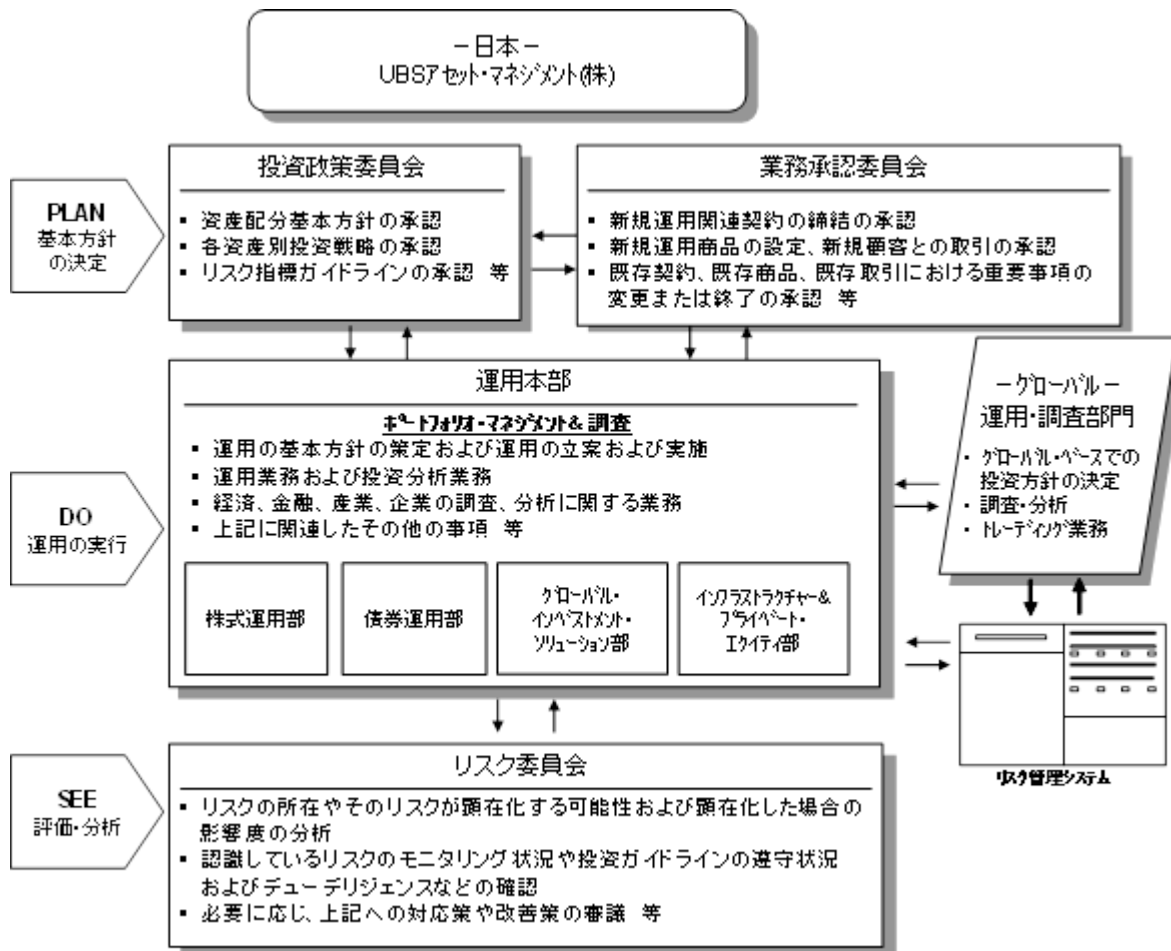 －日本－
UBSアセット・マネジメント(株)
投資政策委員会
▪ 資産配分基本方針の承認
▪ 各資産別投資戦略の承認
▪ リスク指標ガイドラインの承認 等
業務承認委員会
▪ 新規運用関連契約の締結の承認
▪ 新規運用商品の設定、新規顧客との取引の承認
▪ 既存契約、既存商品、既存取引における重要事項の
変更または終了の承認 等
PLAN
基本方針
の決定
運用本部
ポートフォリオ・マネジメント& 調査
▪ 運用の基本方針の策定および運用の立案および実施
▪ 運用業務および投資分析業務
▪ 経済、金融、産業、企業の調査、分析に関する業務
▪ 上記に関連したその他の事項 等
株式運用部
債券運用部
グローバル・
インベストメント・
ソリューション部
インフラストラクチャー&
プライベート・
エクイティ部
DO
運用の実行
－グローバル－
運用・調査部門
▪ グローバル・ベースでの
投資方針の決定
▪ 調査・分析
▪ トレーディング業務
リスク管理システム
SEE
評価・分析
リスク委員会
▪ リスクの所在やそのリスクが顕在化する可能性および顕在化した場合の
影響度の分析
▪ 認識しているリスクのモニタリング状況や投資ガイドラインの遵守状況
およびデューデリジェンスなどの確認
▪ 必要に応じ、上記への対応策や改善策の審議 等